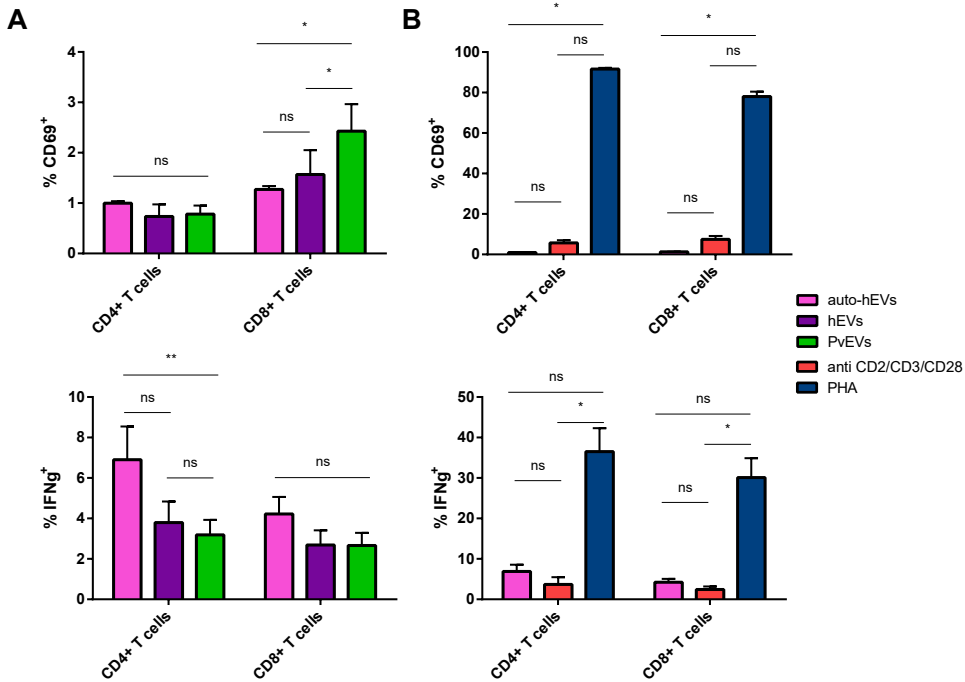 A
*
*
ns
ns
% CD69+
4
3
2
1
0
CD4+ T cells
CD8+ T cells
B
*
*
ns
ns
ns
ns
% CD69+
100
80
60
40
20
0
CD4+ T cells
CD8+ T cells
auto-hEVs
hEVs
PvEVs
anti CD2/CD3/CD28
PHA
**
ns
ns
ns
% IFNg+
10
8
6
4
2
0
CD4+ T cells
CD8+ T cells
ns
ns
*
*
ns
ns
% IFNg+
50
40
30
20
10
0
CD4+ T cells
CD8+ T cells